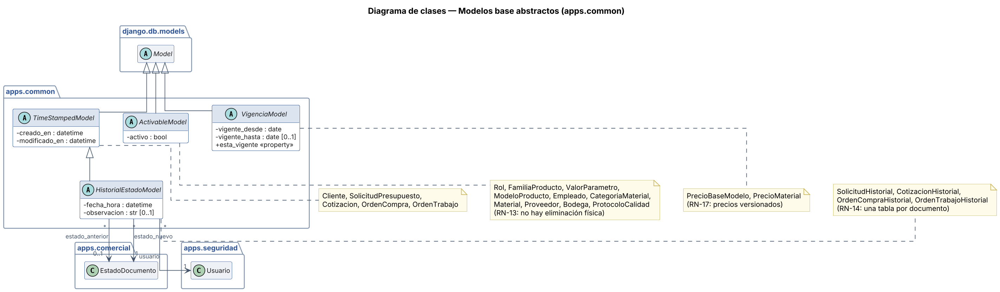 Diagrama de clases — Modelos base abstractos (apps.common)
django.db.models
A Model
apps.common
A TimeStampedModel
-creado_en : datetime
-modificado_en : datetime
A ActivableModel
-activo : bool
A VigenciaModel
-vigente_desde : date
-vigente_hasta : date [0..1]
+esta_vigente «property»
A HistorialEstadoModel
-fecha_hora : datetime
-observacion : str [0..1]
Cliente, SolicitudPresupuesto,
Cotizacion, OrdenCompra, OrdenTrabajo
Rol, FamiliaProducto, ValorParametro,
ModeloProducto, Empleado, CategoriaMaterial,
Material, Proveedor, Bodega, ProtocoloCalidad
(RN-13: no hay eliminación física)
PrecioBaseModelo, PrecioMaterial
(RN-17: precios versionados)
SolicitudHistorial, CotizacionHistorial,
OrdenCompraHistorial, OrdenTrabajoHistorial
(RN-14: una tabla por documento)
* * *
estado_anterior estado_nuevo
apps.comercial
0..1 1 usuario
C EstadoDocumento
apps.seguridad
1
C Usuario